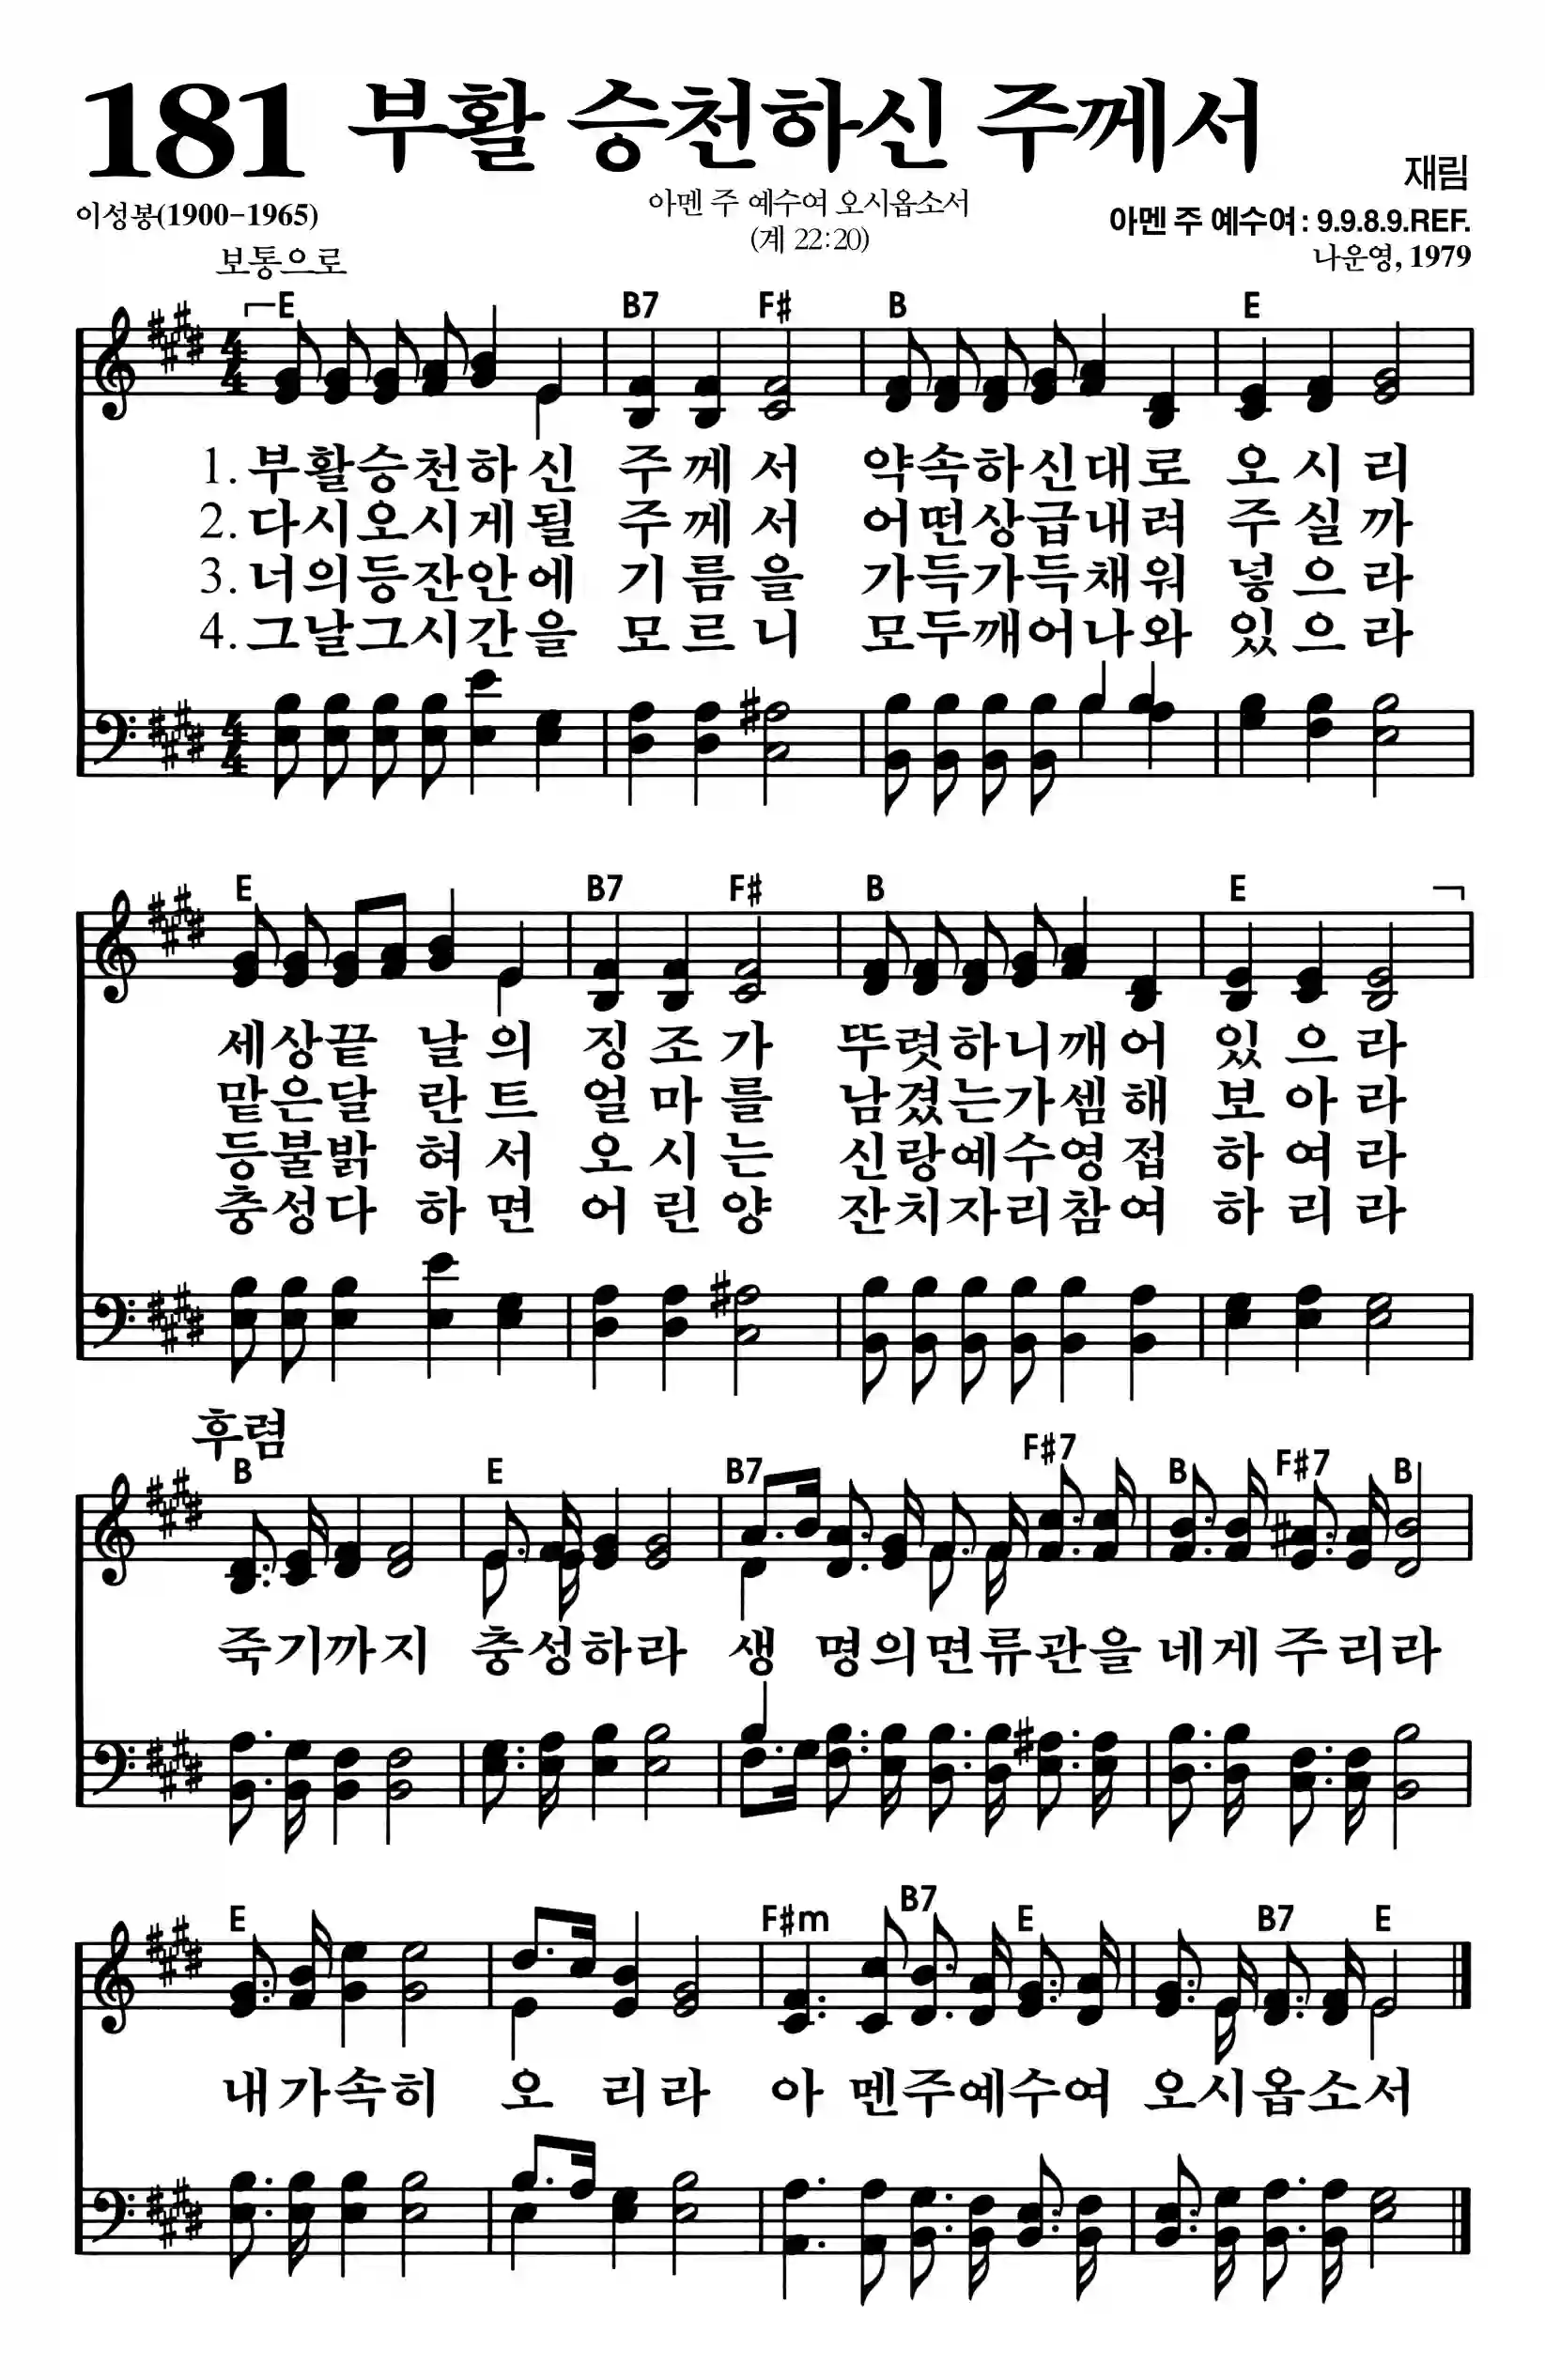 181 부활 승천하신 주께서
재림
이성봉(1900-1965)
아멘 주 예수여 오시옵소서
(계 22:20)
아멘 주 예수여: 9.9.8.9.REF.
나운영, 1979
보통으로
E B7 F# B E
1. 부활승천하신 주께서 약속하신대로 오시리
2. 다시오시게될 주께서 어떤상급내려 주실까
3. 너의등잔안에 기름을 가득가득채워 넣으라
4. 그날그시간을 모르니 모두깨어나와 있으라
E B7 F# B E
세상끝 날의 징조가 뚜렷하니깨어 있으라
맡은달 란트 얼마를 남겼는가셈해 보아라
등불밝 혀서 오시는 신랑예수영접 하여라
충성다 하면 어린양 잔치자리참여 하리라
후렴
B E B7 F#7 B F#7 B
죽기까지 충성하라 생 명의면류관을 네게주리라
E F#m B7 E B7 E
내가속히 오 리라 아 멘주예수여 오시옵소서